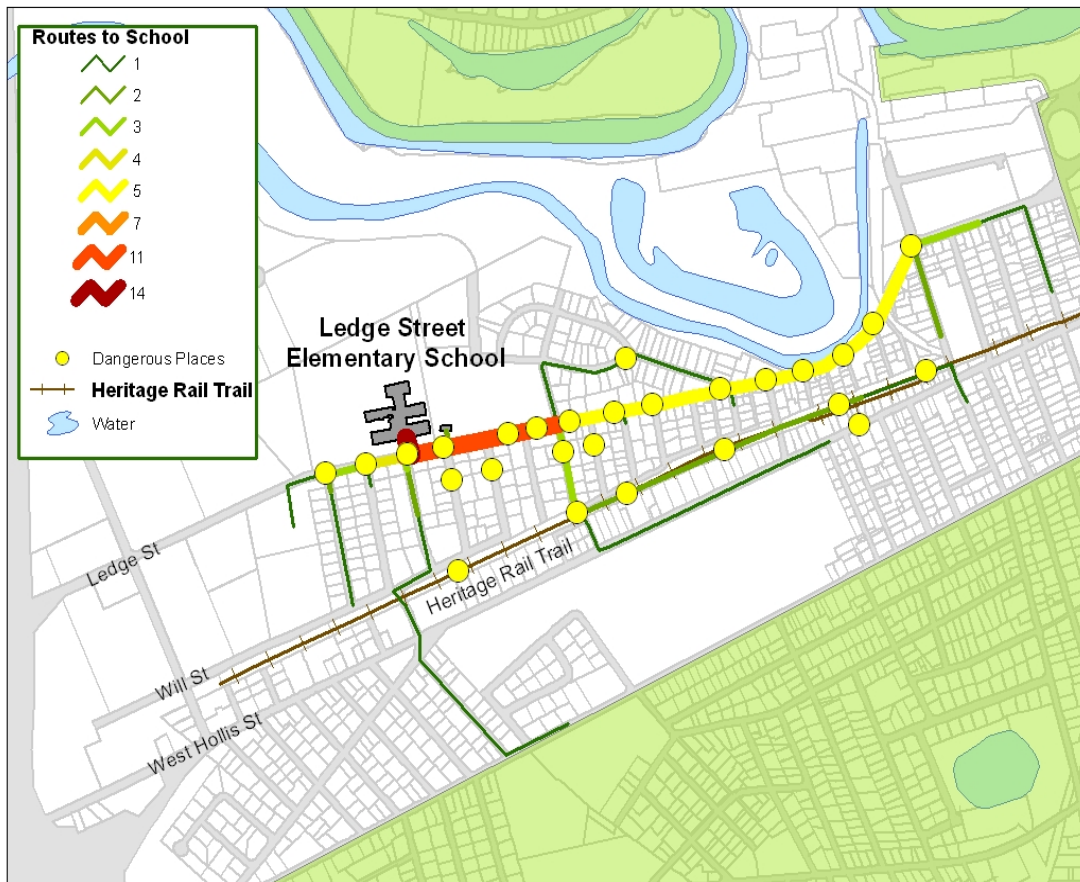 Routes to School
1
2
3
4
5
7
11
14
Dangerous Places
Heritage Rail Trail
Water
Ledge Street
Elementary School
Ledge St
Heritage Rail Trail
Will St
West Hollis St